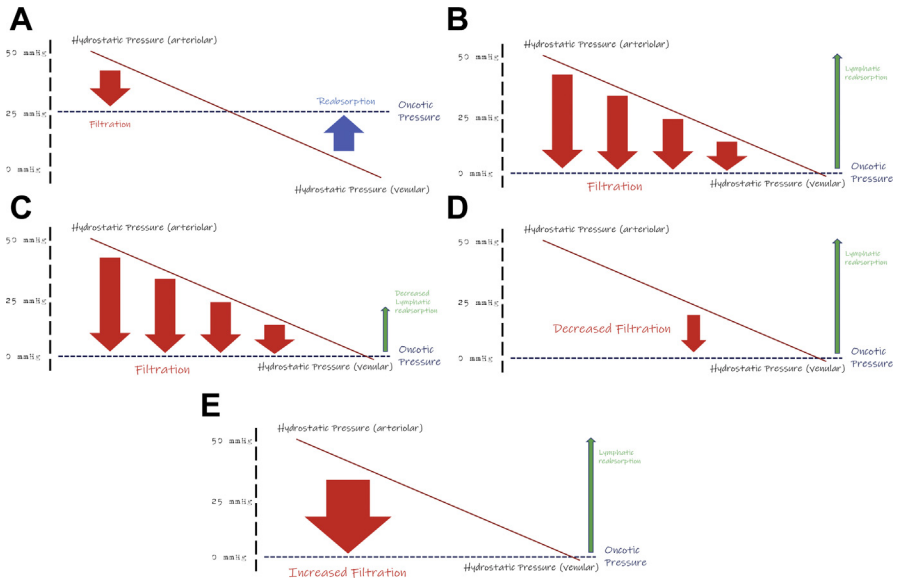 A
Hydrostatic Pressure (arteriolar)
50 mmHg
25 mmHg
0 mmHg
Filtration
Reabsorption
Oncotic
Pressure
Hydrostatic Pressure (venular)
B
Hydrostatic Pressure (arteriolar)
50 mmHg
25 mmHg
0 mmHg
Lymphatic
reabsorption
Oncotic
Pressure
Filtration
Hydrostatic Pressure (venular)
C
Hydrostatic Pressure (arteriolar)
50 mmHg
25 mmHg
0 mmHg
Decreased
Lymphatic
reabsorption
Oncotic
Pressure
Filtration
Hydrostatic Pressure (venular)
D
Hydrostatic Pressure (arteriolar)
50 mmHg
25 mmHg
0 mmHg
Lymphatic
reabsorption
Decreased Filtration
Oncotic
Pressure
Hydrostatic Pressure (venular)
E
Hydrostatic Pressure (arteriolar)
50 mmHg
25 mmHg
0 mmHg
Lymphatic
reabsorption
Oncotic
Pressure
Increased Filtration
Hydrostatic Pressure (venular)